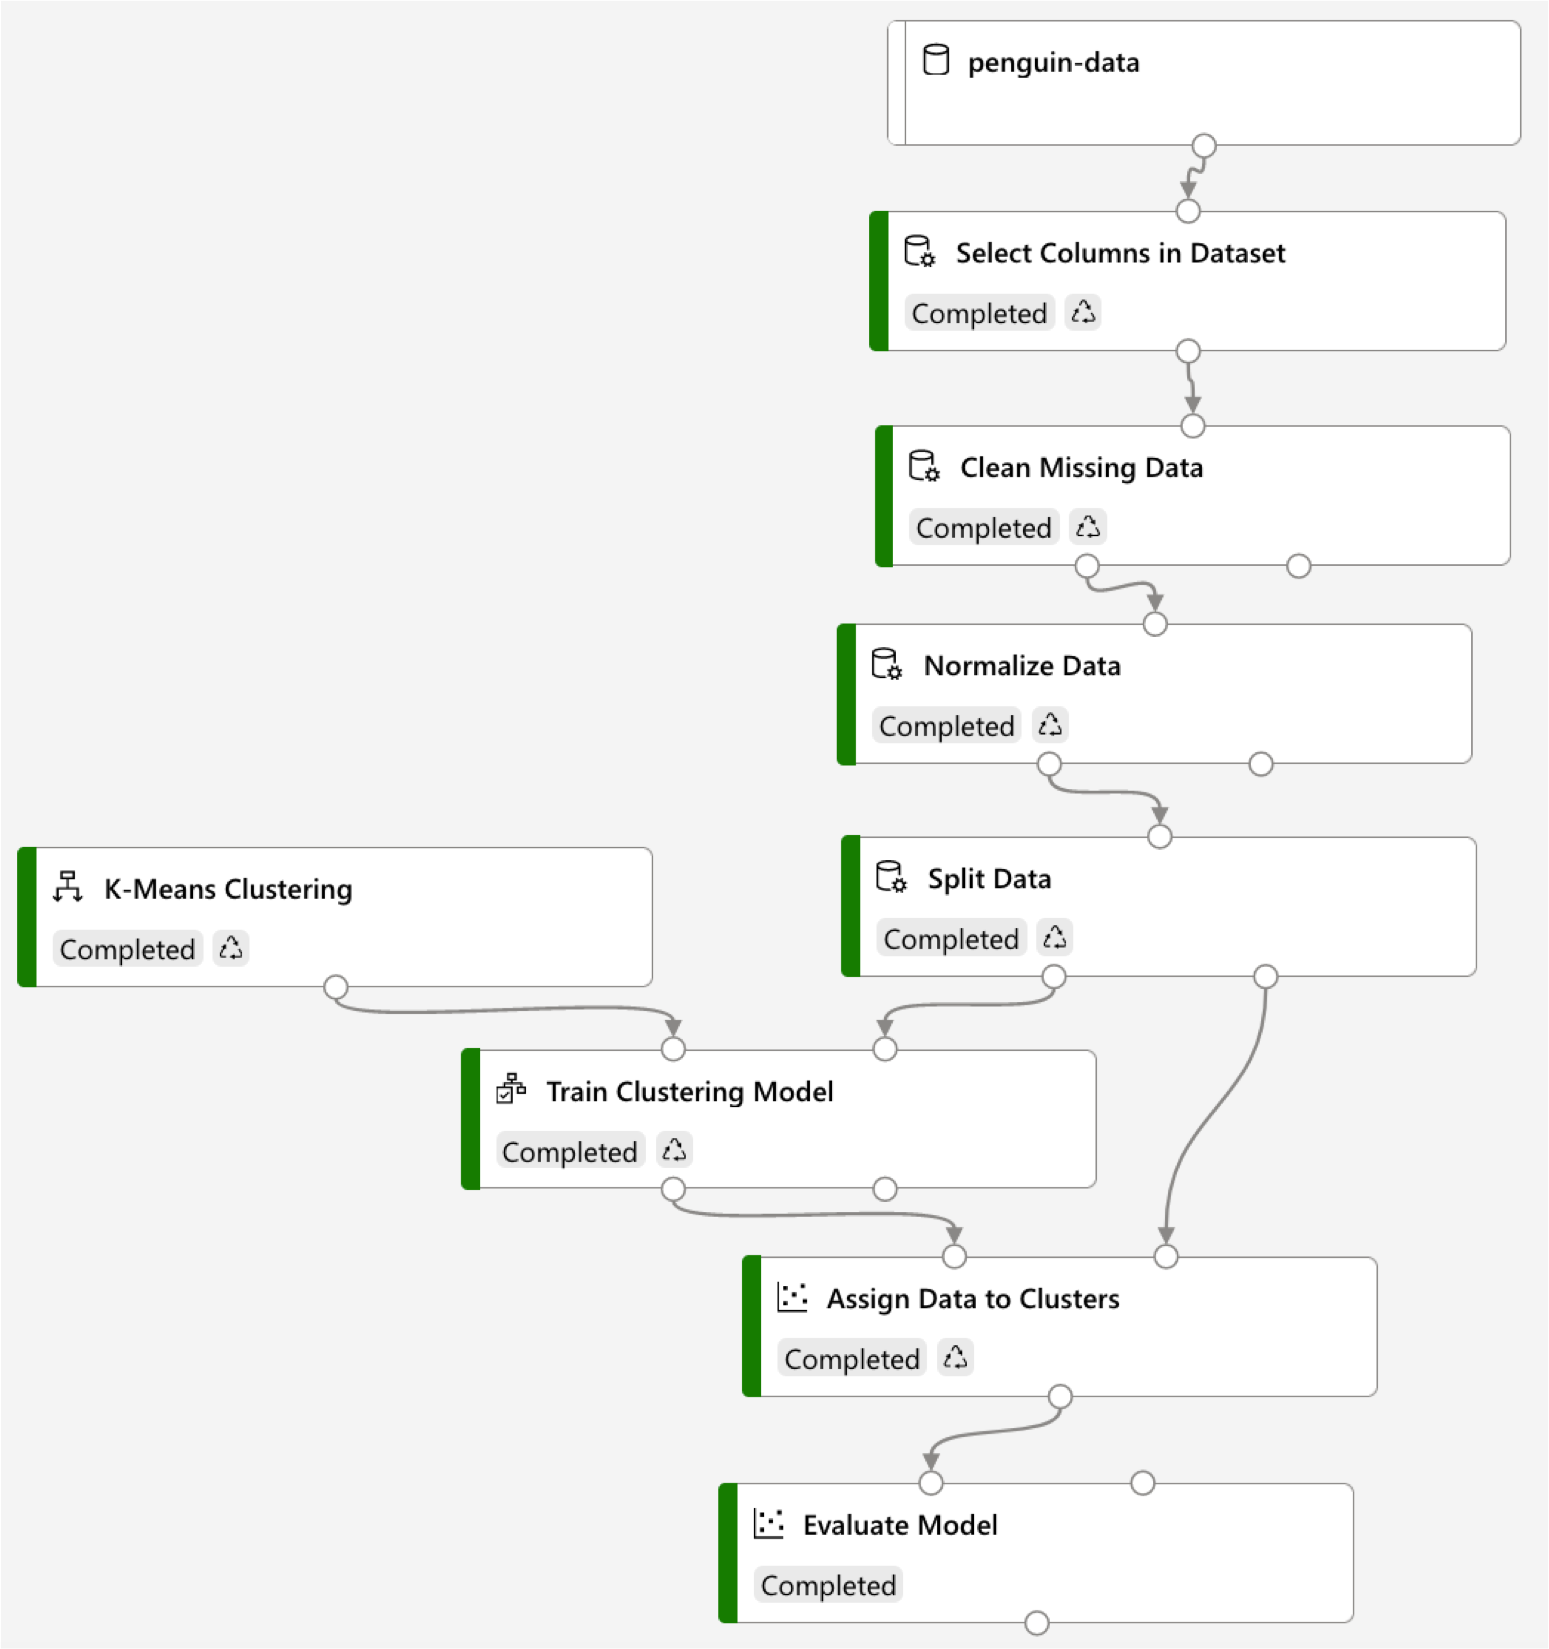 penguin-data
Select Columns in Dataset
Completed
Clean Missing Data
Completed
Normalize Data
Completed
Split Data
Completed
K-Means Clustering
Completed
Train Clustering Model
Completed
Assign Data to Clusters
Completed
Evaluate Model
Completed